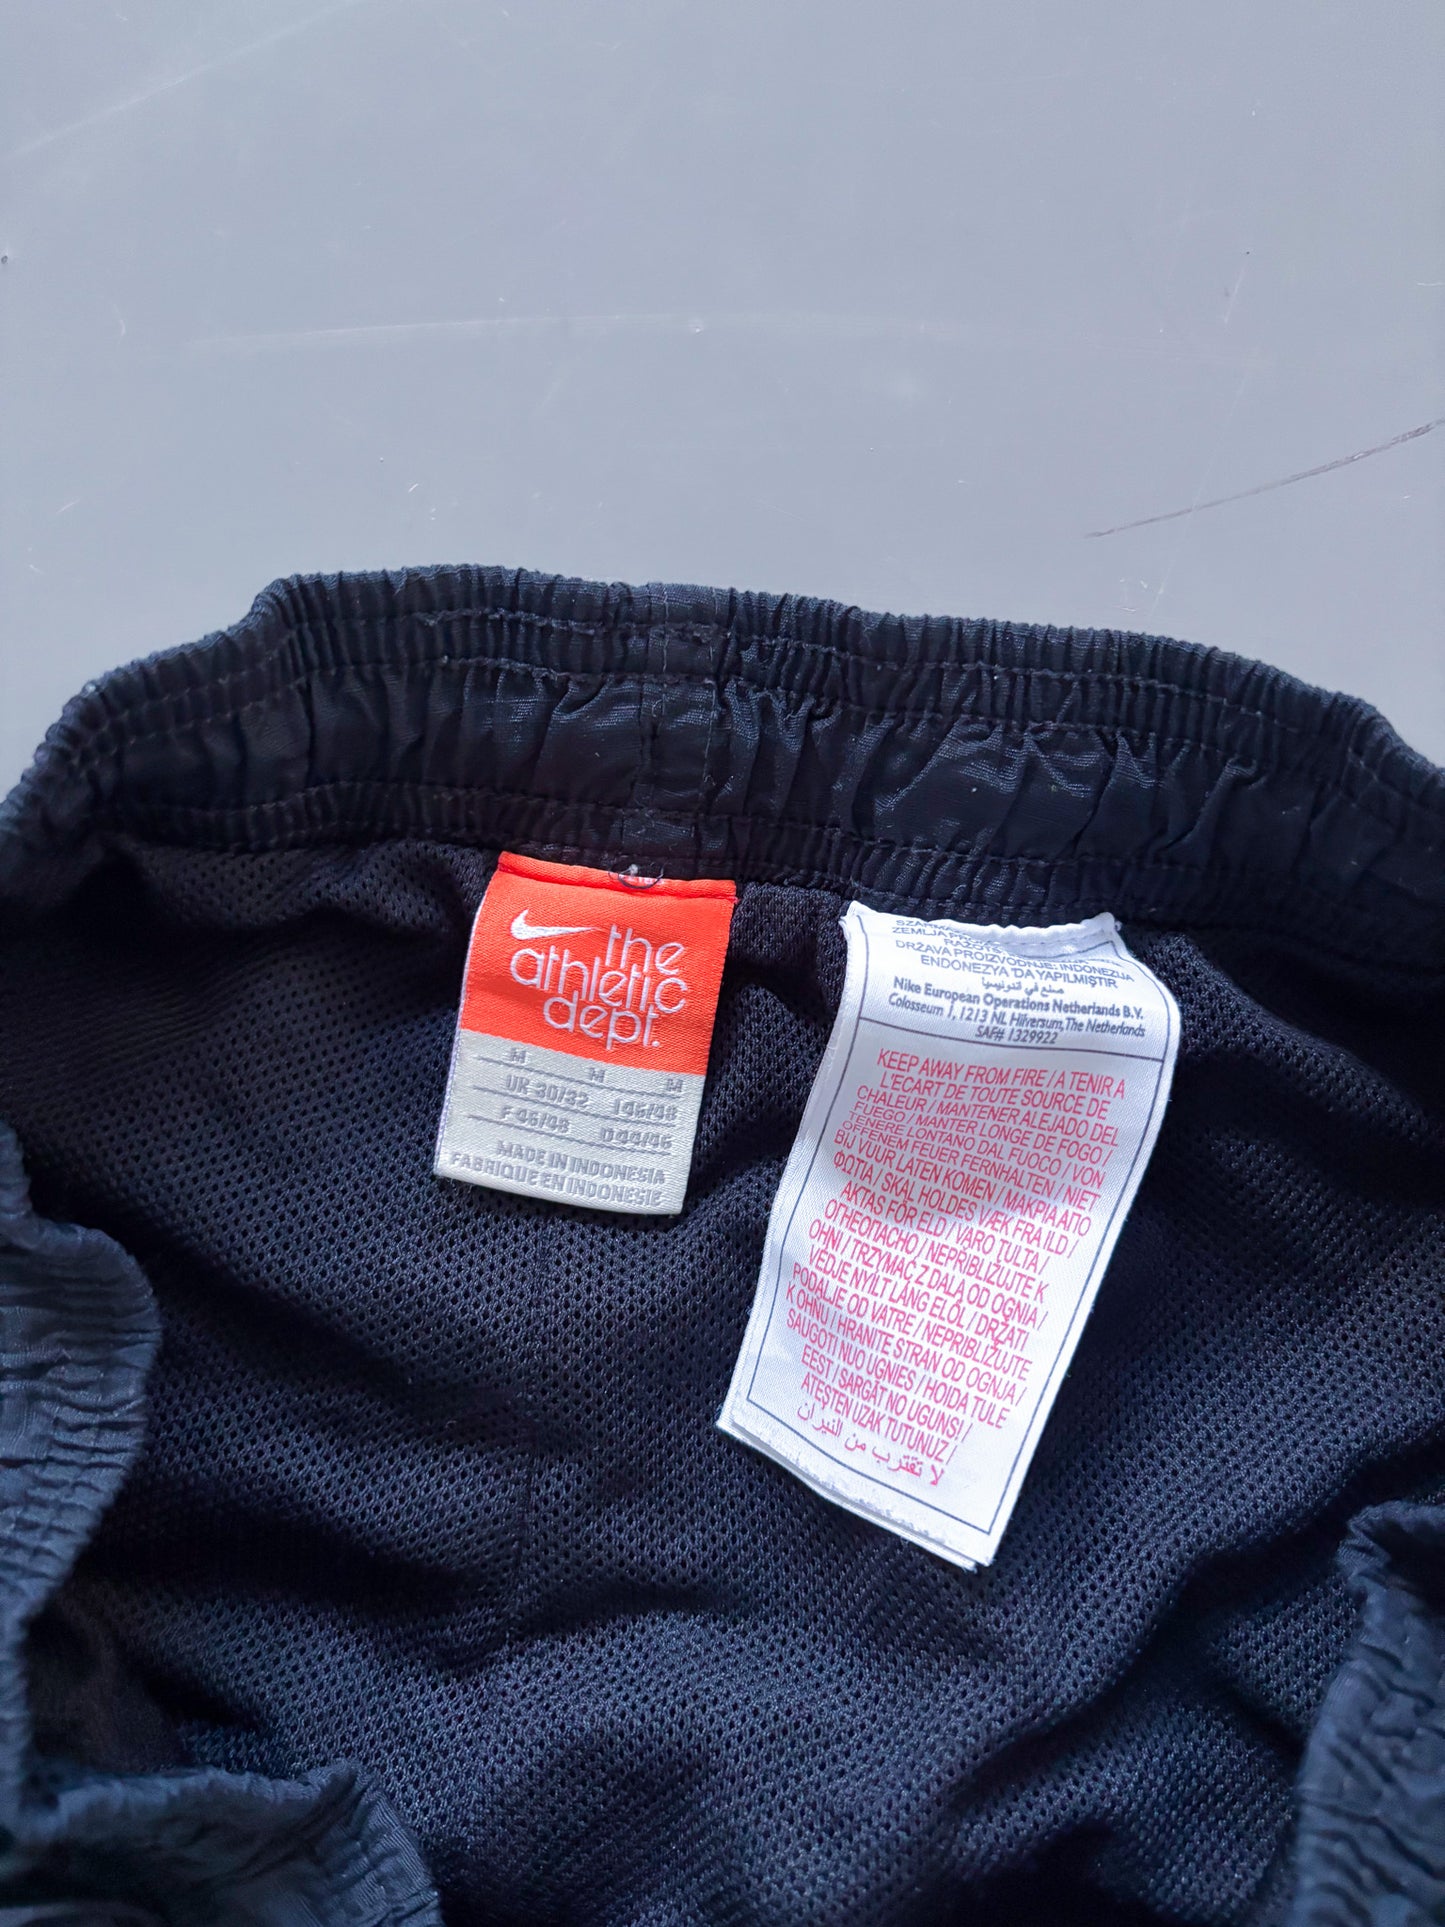 the
athletic
dept.
M M M
UK 30/32 I 46/48
F 46/48 D 44/46
MADE IN INDONESIA
FABRIQUE EN INDONESIE
DRŽAVA PROIZVODNJE: INDONEZIJA
ENDONEZYA'DA YAPILMIŞTIR
صنع في اندونيسيا
Nike European Operations Netherlands B.V.
Colosseum 1, 1213 NL Hilversum, The Netherlands
SAF# 1329922
KEEP AWAY FROM FIRE / A TENIR A
L'ECART DE TOUTE SOURCE DE
CHALEUR / MANTENER ALEJADO DEL
FUEGO / MANTER LONGE DE FOGO /
TENERE LONTANO DAL FUOCO / VON
OFFENEM FEUER FERNHALTEN / NIET
BIJ VUUR LATEN KOMEN / ΜΑΚΡΙΑ ΑΠΟ
ΦΩΤΙΑ / SKAL HOLDES VÆK FRA ILD /
AKTAS FÖR ELD / VARO TULTA /
ОГНЕОПАСНО / NEPŘIBLIŽUJTE K
OHNI / TRZYMAĆ Z DALA OD OGNIA /
VÉDJE NYÍLT LÁNG ELŐL / DRŽATI
PODALJE OD VATRE / NEPRIBLIŽUJTE
K OHŇU / HRANITE STRAN OD OGNJA /
SAUGOTI NUO UGNIES / HOIDA TULE
EEST / SARGĀT NO UGUNS! /
ATEŞTEN UZAK TUTUNUZ /
لا تقترب من النيران